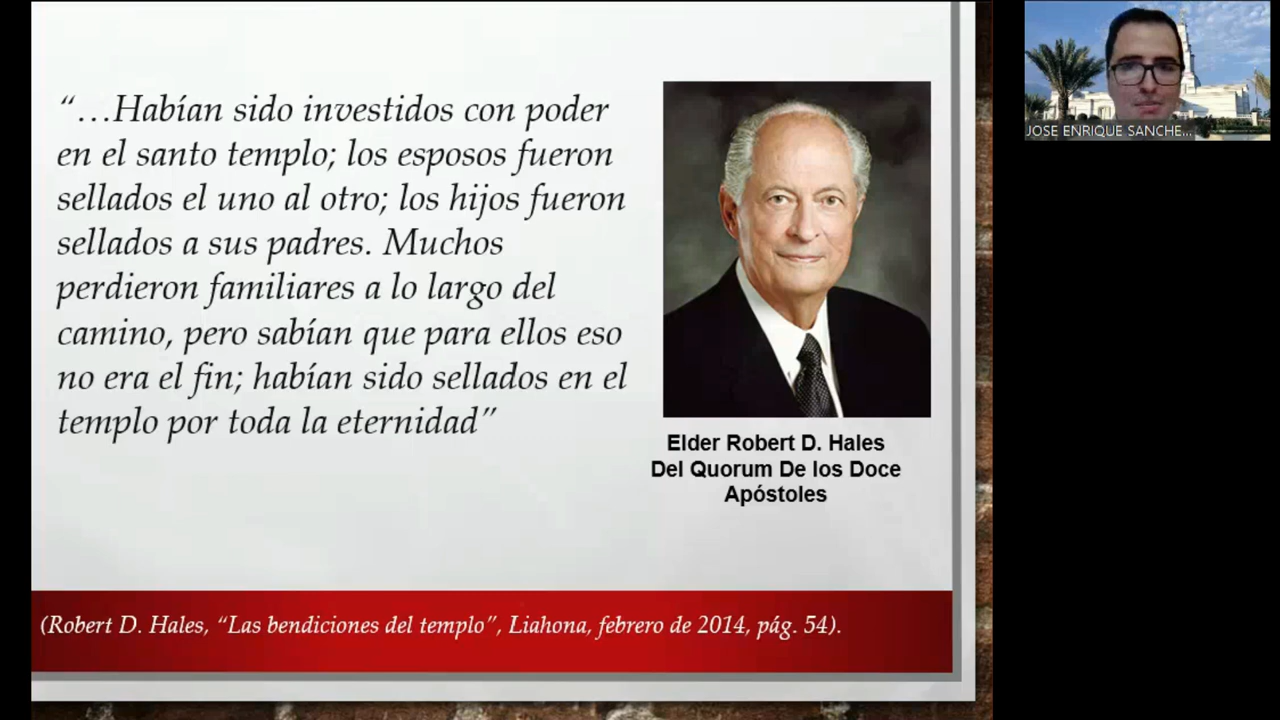 “…Habían sido investidos con poder
en el santo templo; los esposos fueron
sellados el uno al otro; los hijos fueron
sellados a sus padres. Muchos
perdieron familiares a lo largo del
camino, pero sabían que para ellos eso
no era el fin; habían sido sellados en el
templo por toda la eternidad”
Elder Robert D. Hales
Del Quorum De los Doce
Apóstoles
(Robert D. Hales, “Las bendiciones del templo”, Liahona, febrero de 2014, pág. 54).
JOSE ENRIQUE SANCHE...